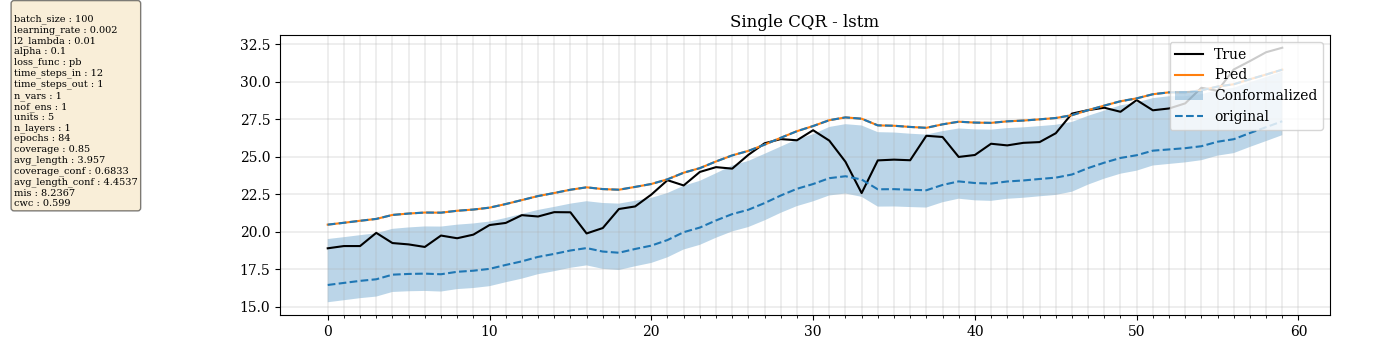 batch_size : 100
learning_rate : 0.002
l2_lambda : 0.01
alpha : 0.1
loss_func : pb
time_steps_in : 12
time_steps_out : 1
n_vars : 1
nof_ens : 1
units : 5
n_layers : 1
epochs : 84
coverage : 0.85
avg_length : 3.957
coverage_conf : 0.6833
avg_length_conf : 4.4537
mis : 8.2367
cwc : 0.599
Single CQR - lstm
32.5
30.0
27.5
25.0
22.5
20.0
17.5
15.0
0 10 20 30 40 50 60
True
Pred
Conformalized
original